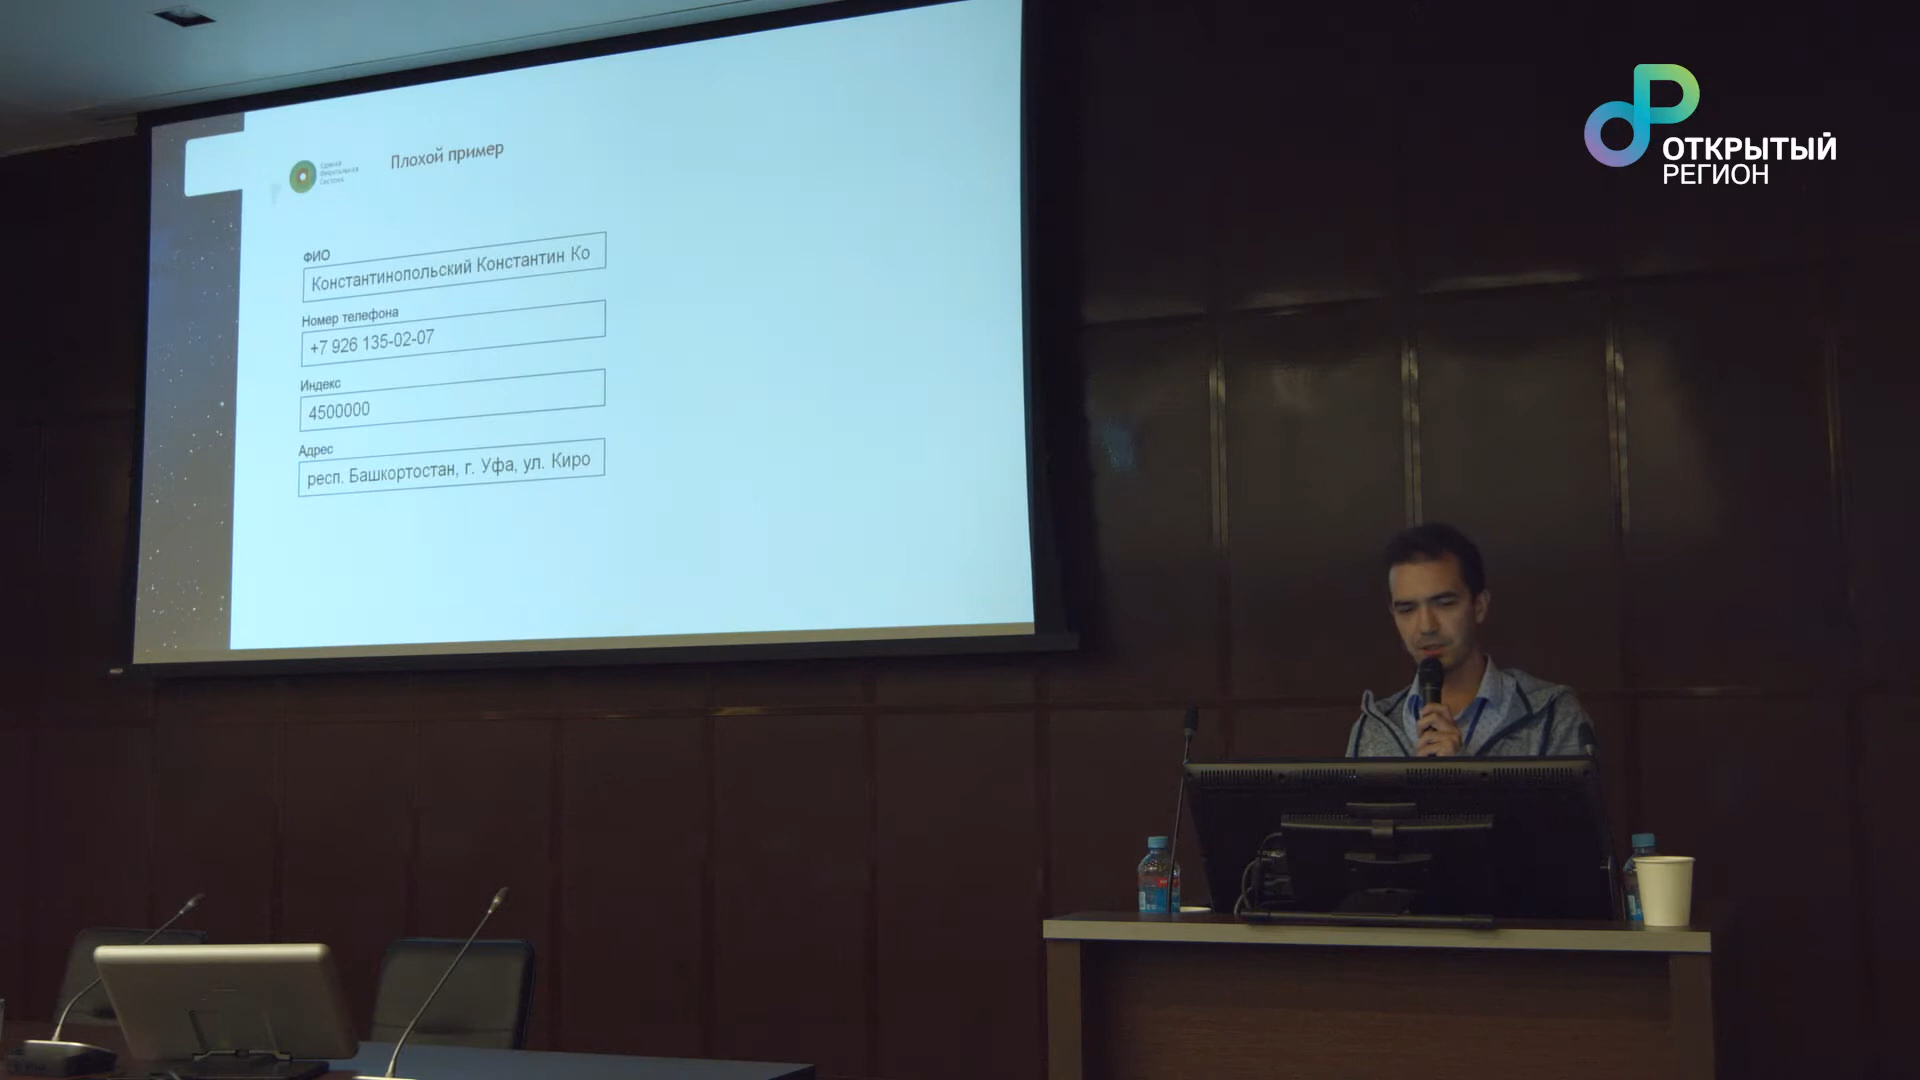 Плохой пример
ФИО
Константинопольский Константин Ко
Номер телефона
+7 926 135-02-07
Индекс
4500000
Адрес
респ. Башкортостан, г. Уфа, ул. Киро
ОТКРЫТЫЙ
РЕГИОН